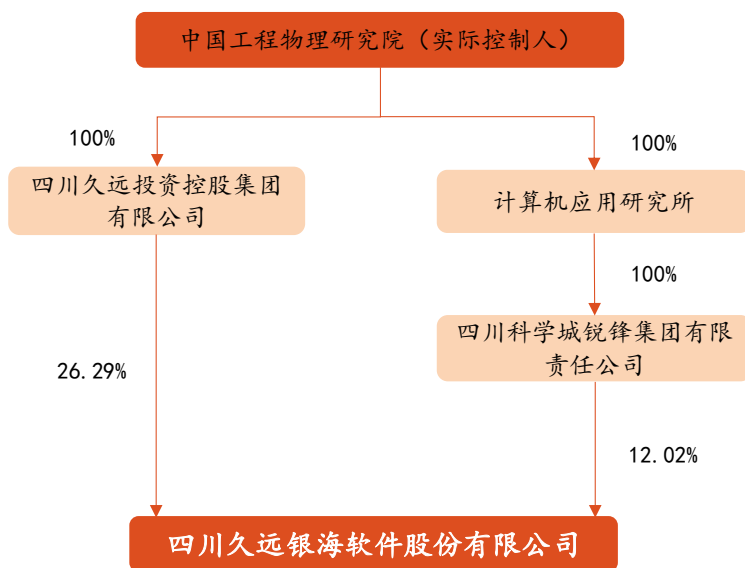 中国工程物理研究院（实际控制人）
100%
100%
四川久远投资控股集团
有限公司
计算机应用研究所
100%
四川科学城锐锋集团有限
责任公司
26.29%
12.02%
四川久远银海软件股份有限公司